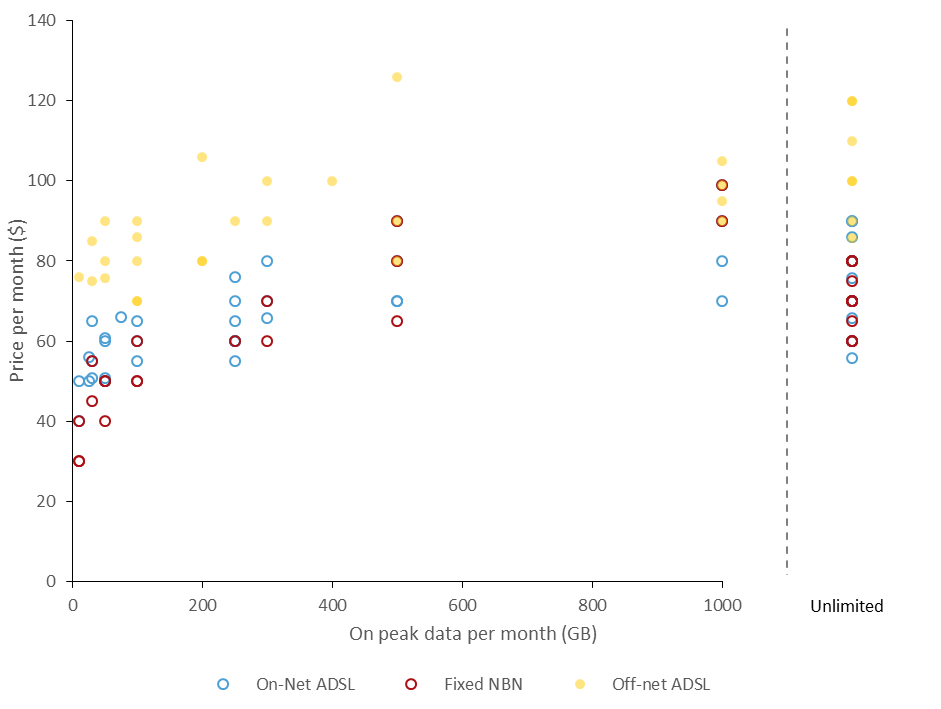 140
120
100
80
60
40
20
0
Price per month ($)
0 200 400 600 800 1000 Unlimited
On peak data per month (GB)
On-Net ADSL Fixed NBN Off-net ADSL